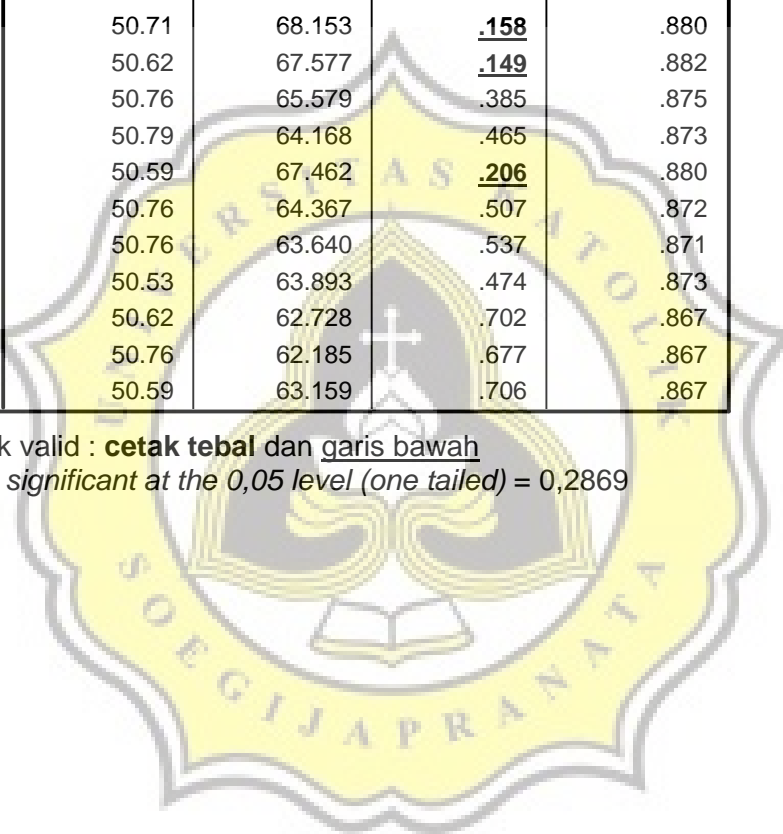 50.71 68.153 .158 .880
50.62 67.577 .149 .882
50.76 65.579 .385 .875
50.79 64.168 .465 .873
50.59 67.462 .206 .880
50.76 64.367 .507 .872
50.76 63.640 .537 .871
50.53 63.893 .474 .873
50.62 62.728 .702 .867
50.76 62.185 .677 .867
50.59 63.159 .706 .867
k valid : cetak tebal dan garis bawah
significant at the 0,05 level (one tailed) = 0,2869
UNIVERSITAS KATOLIK
SOEGIJAPRANATA